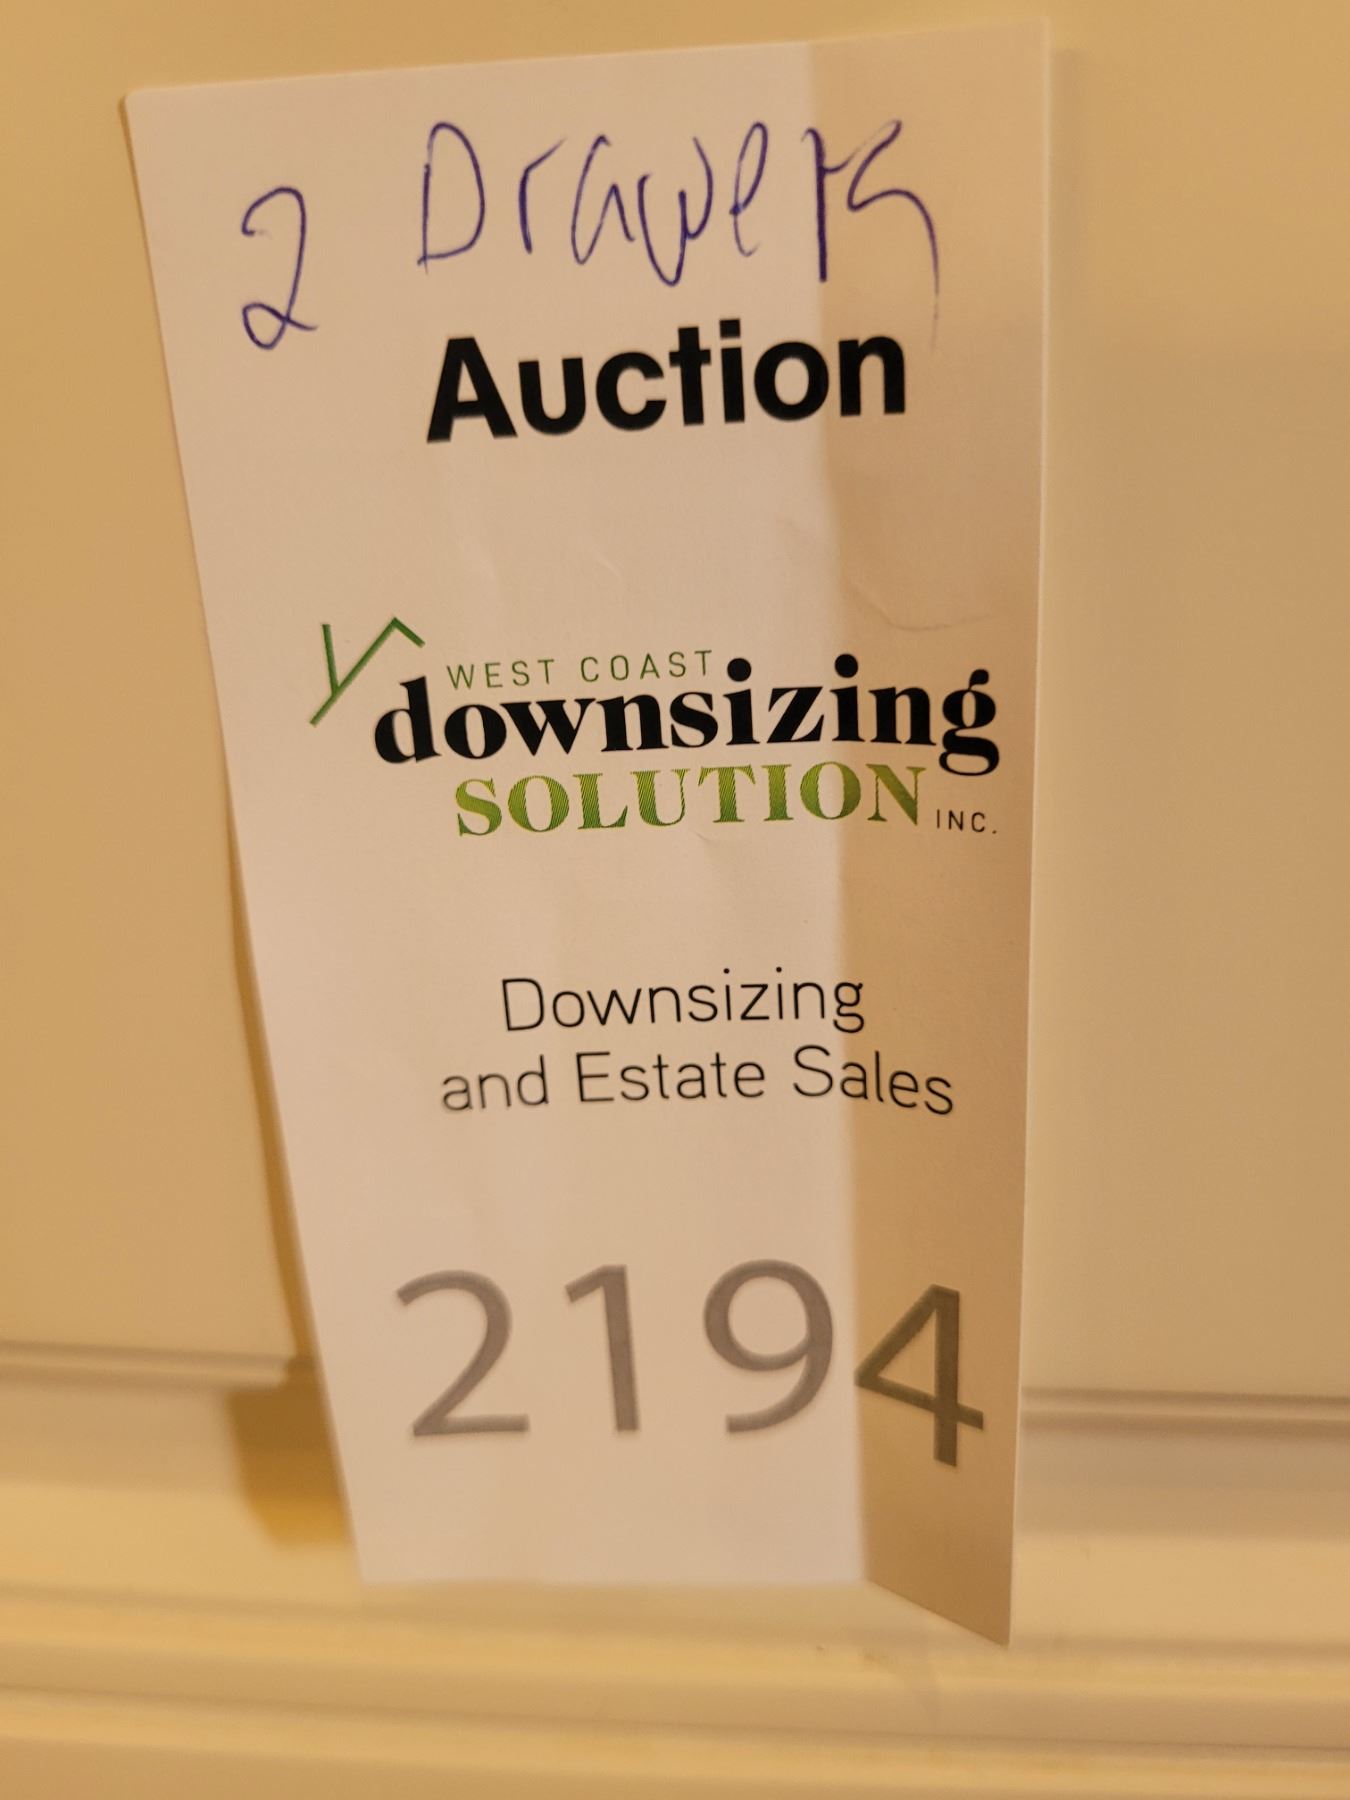 2 Drawers
Auction
WEST COAST
downsizing
SOLUTION INC.
Downsizing
and Estate Sales
2194